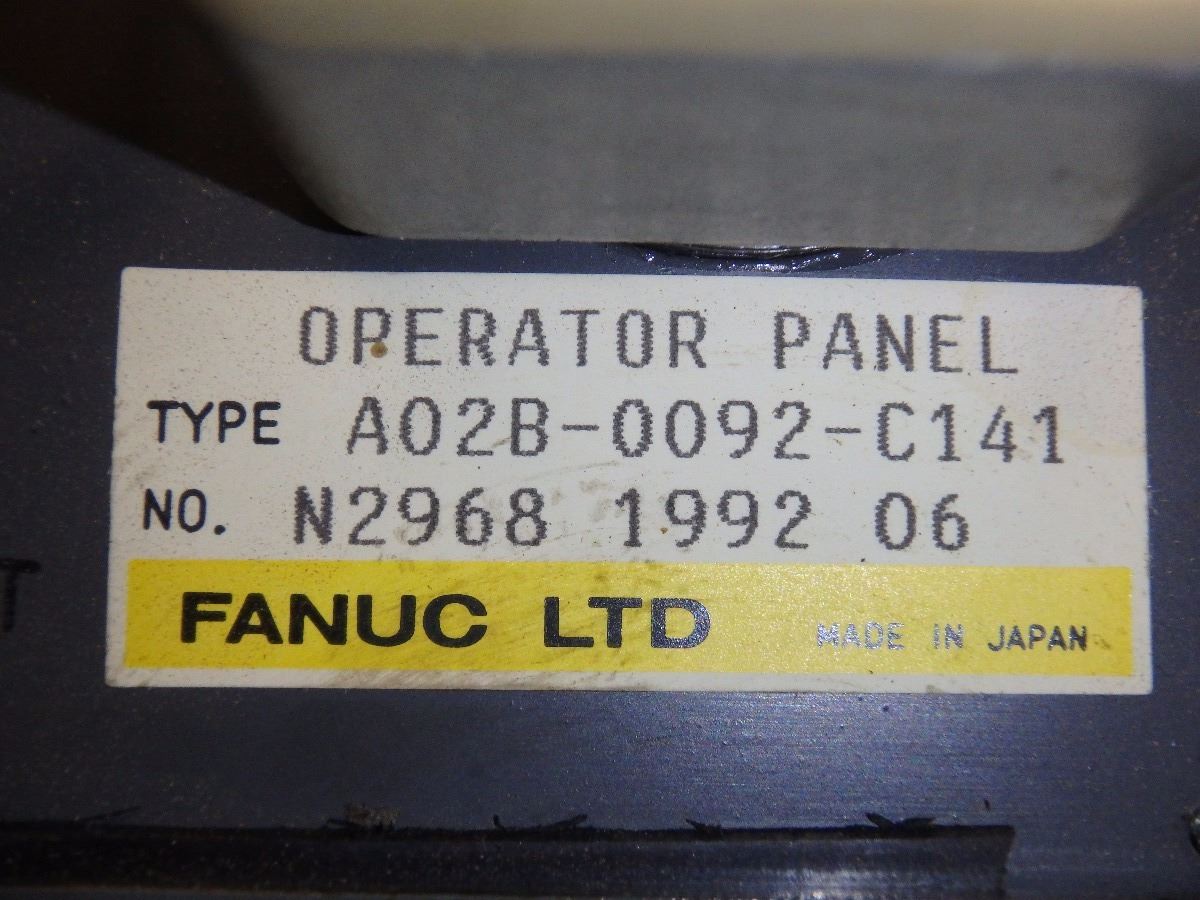 OPERATOR PANEL
TYPE A02B-0092-C141
NO. N2968 1992 06
FANUC LTD MADE IN JAPAN